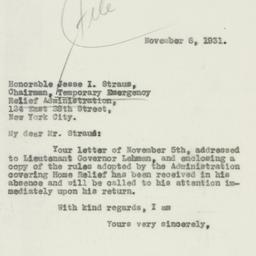 File
November 6, 1931.
Honorable Jesse I. Straus,
Chairman, Temporary Emergency
Relief Administration,
124 East 28th Street,
New York City.
My dear Mr. Straus:
Your letter of November 5th, addressed
to Lieutenant Governor Lehman, and enclosing a
copy of the rules adopted by the Administration
covering Home Relief has been received in his
absence and will be called to his attention im-
mediately upon his return.
With kind regards, I am
Yours very sincerely,